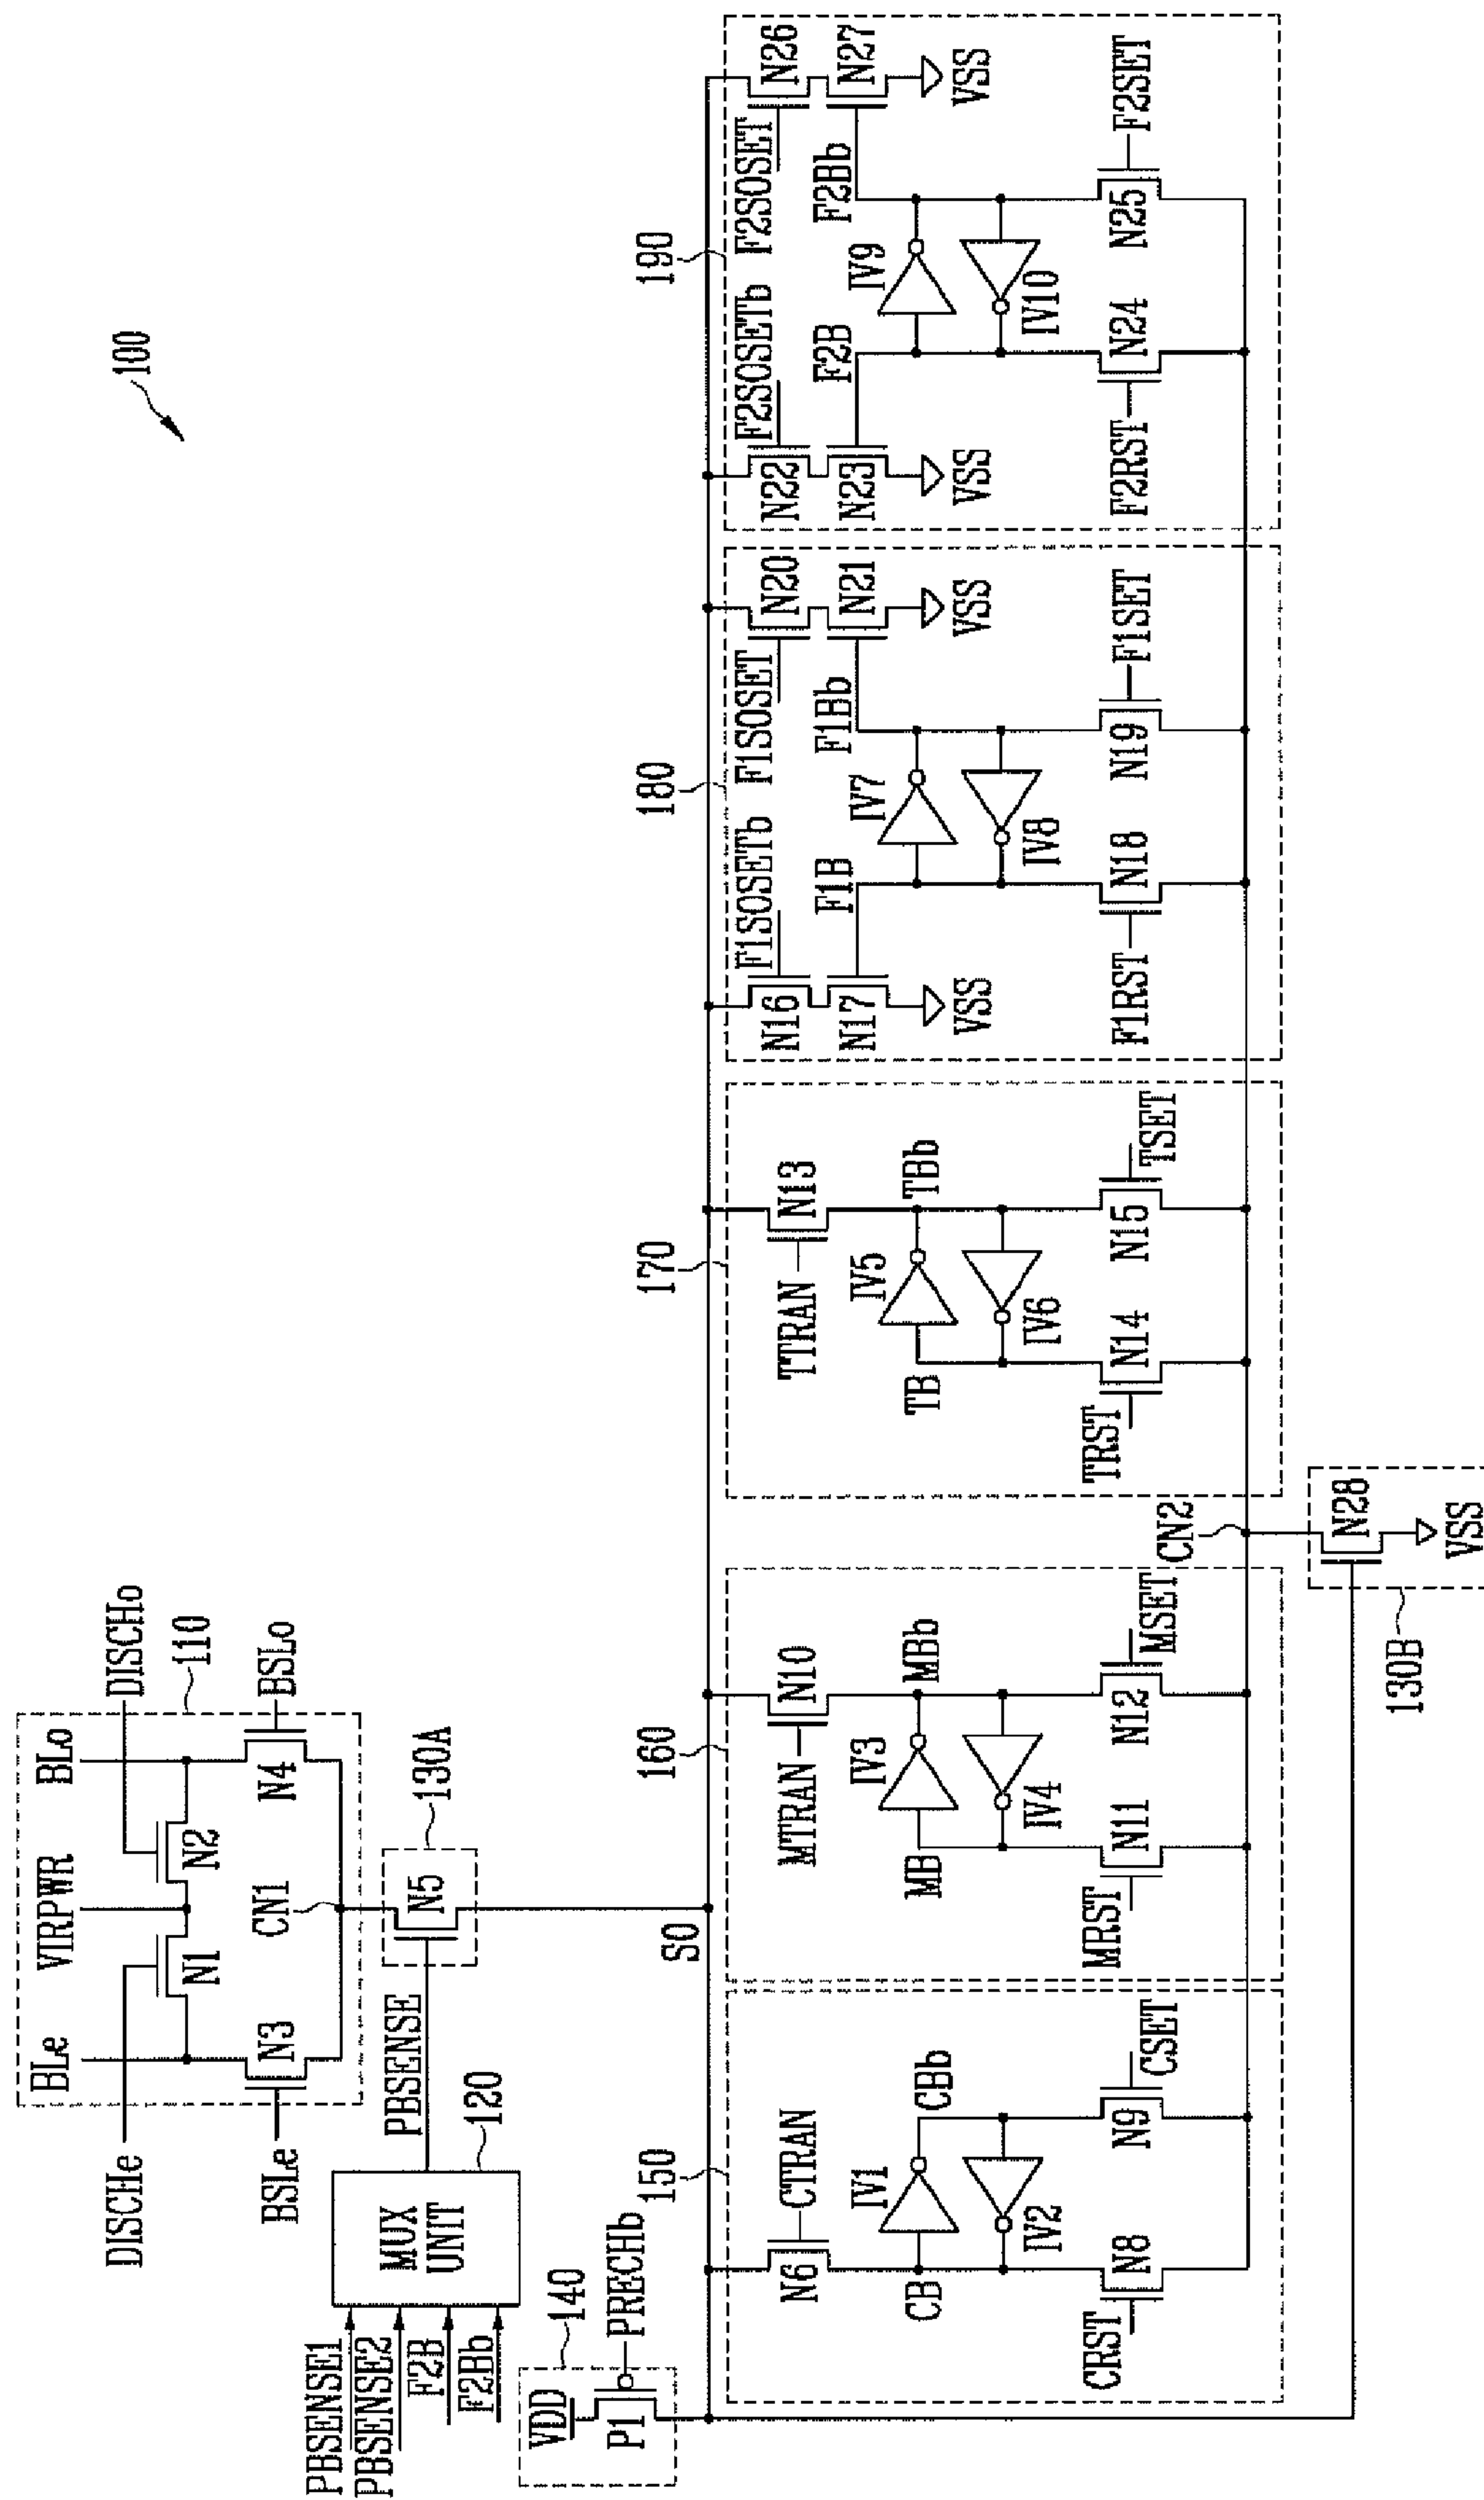 100
BLe
VIRPWR
BLo
DISCHe
DISCHo
110
N1
N2
BSLe
N3
N4
BSLo
CN1
PBSENSE1
PBSENSE2
F2B
F2Bb
MUX
UNIT
120
PBSENSE
N5
130A
VDD
140
P1
PRECHb
SO
150
N6
CTRAN
CB
IV1
CBb
IV2
CRST
N8
N9
CSET
160
MTRAN
N10
MB
IV3
MBb
IV4
MRST
N11
N12
MSET
170
TTRAN
N13
TB
IV5
TBb
IV6
TRST
N14
N15
TSET
180
F1SOSETb
F1SOSET
N16
N20
N17
F1B
IV7
F1Bb
N21
VSS
VSS
IV8
F1RST
N18
N19
F1SET
190
F2SOSETb
F2SOSET
N22
N26
N23
F2B
IV9
F2Bb
N27
VSS
VSS
IV10
F2RST
N24
N25
F2SET
CN2
N28
130B
VSS